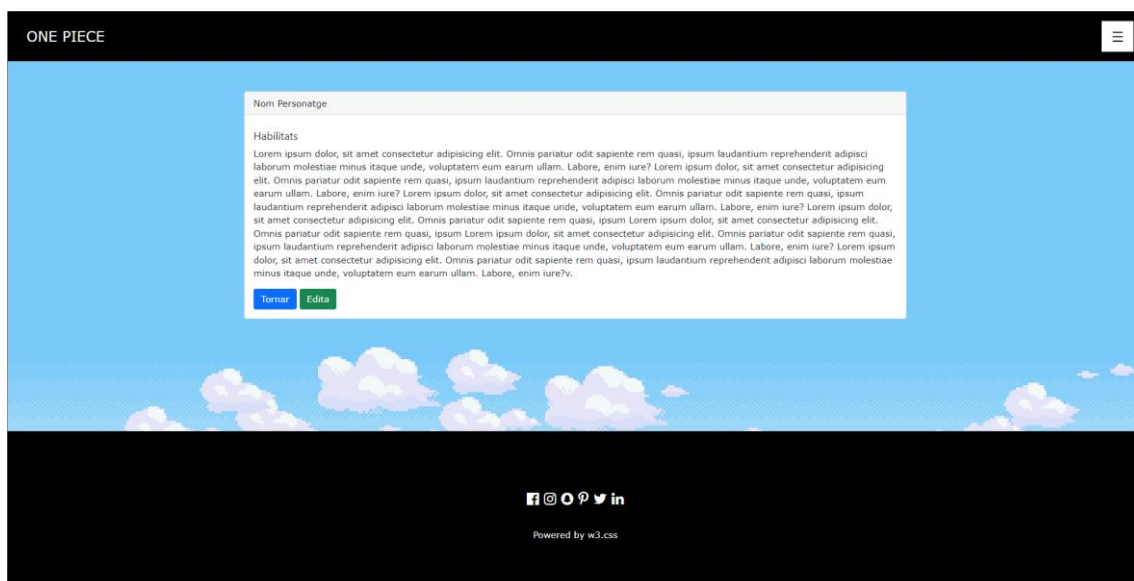 ONE PIECE
☰
Nom Personatge
Habilitats
Lorem ipsum dolor, sit amet consectetur adipisicing elit. Omnis pariatur odit sapiente rem quasi, ipsum laudantium reprehenderit adipisci
laborum molestiae minus itaque unde, voluptatem eum earum ullam. Labore, enim iure? Lorem ipsum dolor, sit amet consectetur adipisicing
elit. Omnis pariatur odit sapiente rem quasi, ipsum laudantium reprehenderit adipisci laborum molestiae minus itaque unde, voluptatem eum
earum ullam. Labore, enim iure? Lorem ipsum dolor, sit amet consectetur adipisicing elit. Omnis pariatur odit sapiente rem quasi, ipsum
laudantium reprehenderit adipisci laborum molestiae minus itaque unde, voluptatem eum earum ullam. Labore, enim iure? Lorem ipsum dolor,
sit amet consectetur adipisicing elit. Omnis pariatur odit sapiente rem quasi, ipsum Lorem ipsum dolor, sit amet consectetur adipisicing elit.
Omnis pariatur odit sapiente rem quasi, ipsum Lorem ipsum dolor, sit amet consectetur adipisicing elit. Omnis pariatur odit sapiente rem quasi,
ipsum laudantium reprehenderit adipisci laborum molestiae minus itaque unde, voluptatem eum earum ullam. Labore, enim iure? Lorem ipsum
dolor, sit amet consectetur adipisicing elit. Omnis pariatur odit sapiente rem quasi, ipsum laudantium reprehenderit adipisci laborum molestiae
minus itaque unde, voluptatem eum earum ullam. Labore, enim iure?v.
Tornar Edita
Powered by w3.css